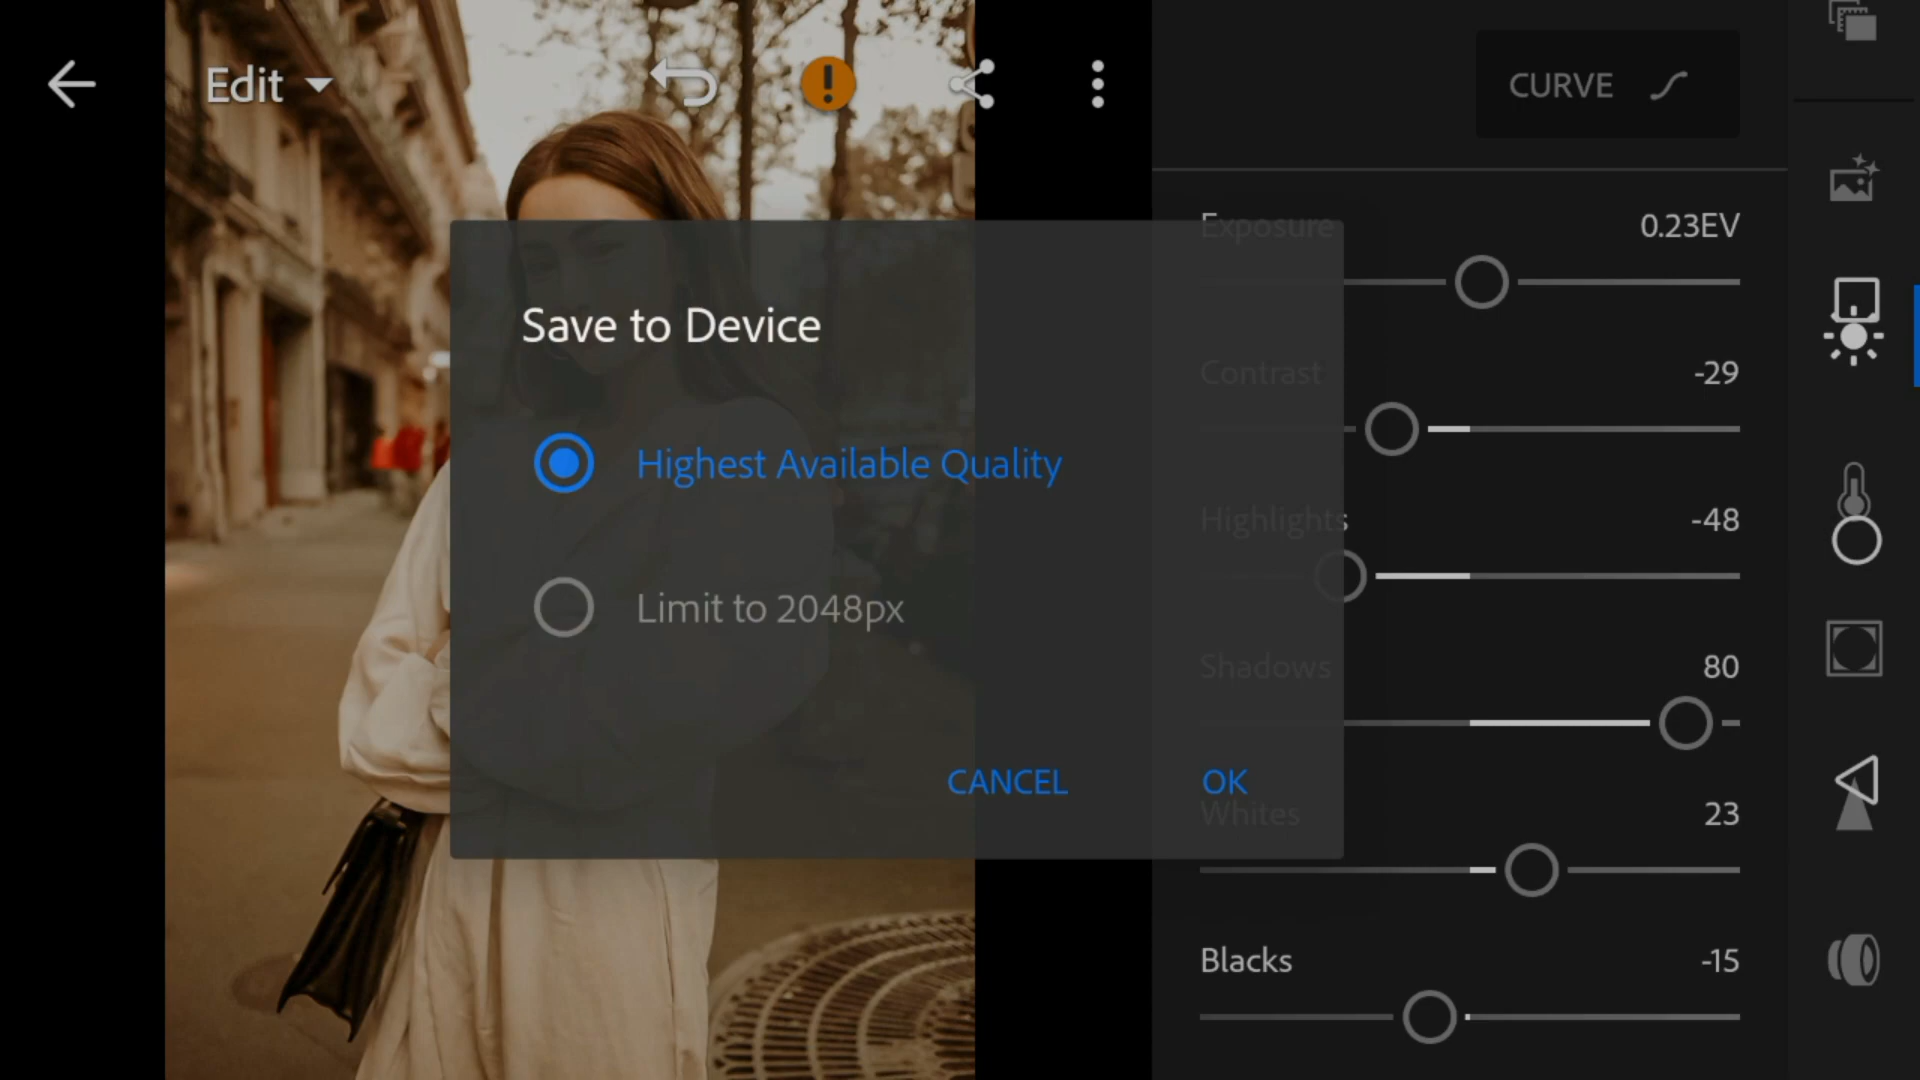 Edit
CURVE
Exposure 0.23EV
Save to Device
Contrast -29
Highest Available Quality
Highlights -48
Limit to 2048px
Shadows 80
CANCEL OK
Whites 23
Blacks -15